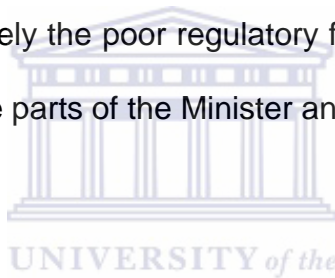 ely the poor regulatory f
e parts of the Minister an
UNIVERSITY of the